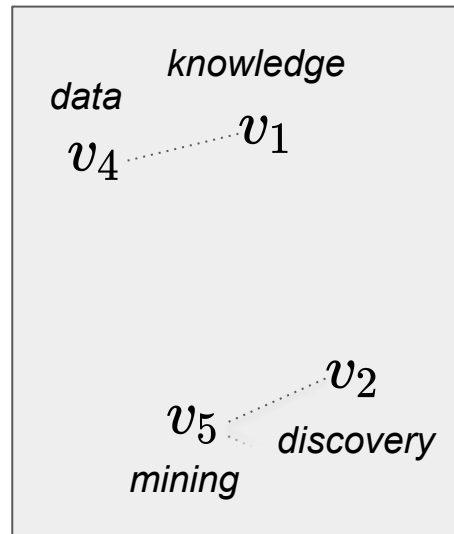 knowledge
data
v₁
v₄
v₂
v₅
discovery
mining